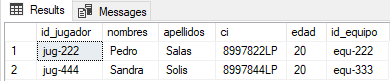 Results Messages
id_jugador nombres apellidos ci edad id_equipo
1 jug-222 Pedro Salas 8997822LP 20 equ-222
2 jug-444 Sandra Solis 8997844LP 20 equ-333